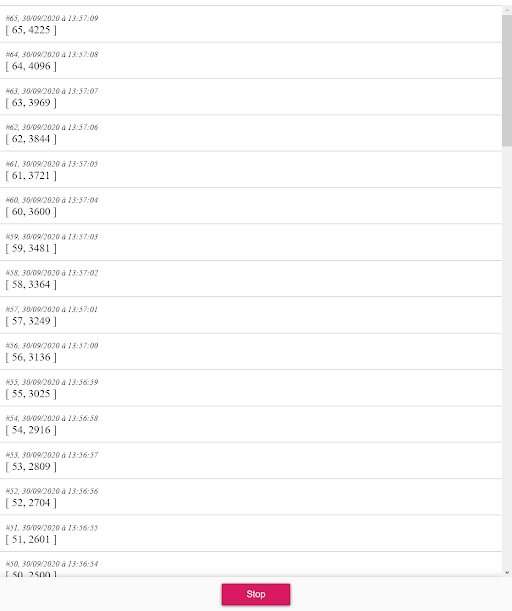 #65, 30/09/2020 à 13:57:09
[ 65, 4225 ]
#64, 30/09/2020 à 13:57:08
[ 64, 4096 ]
#63, 30/09/2020 à 13:57:07
[ 63, 3969 ]
#62, 30/09/2020 à 13:57:06
[ 62, 3844 ]
#61, 30/09/2020 à 13:57:05
[ 61, 3721 ]
#60, 30/09/2020 à 13:57:04
[ 60, 3600 ]
#59, 30/09/2020 à 13:57:03
[ 59, 3481 ]
#58, 30/09/2020 à 13:57:02
[ 58, 3364 ]
#57, 30/09/2020 à 13:57:01
[ 57, 3249 ]
#56, 30/09/2020 à 13:57:00
[ 56, 3136 ]
#55, 30/09/2020 à 13:56:59
[ 55, 3025 ]
#54, 30/09/2020 à 13:56:58
[ 54, 2916 ]
#53, 30/09/2020 à 13:56:57
[ 53, 2809 ]
#52, 30/09/2020 à 13:56:56
[ 52, 2704 ]
#51, 30/09/2020 à 13:56:55
[ 51, 2601 ]
#50, 30/09/2020 à 13:56:54
[ 50, 2500 ]
Stop